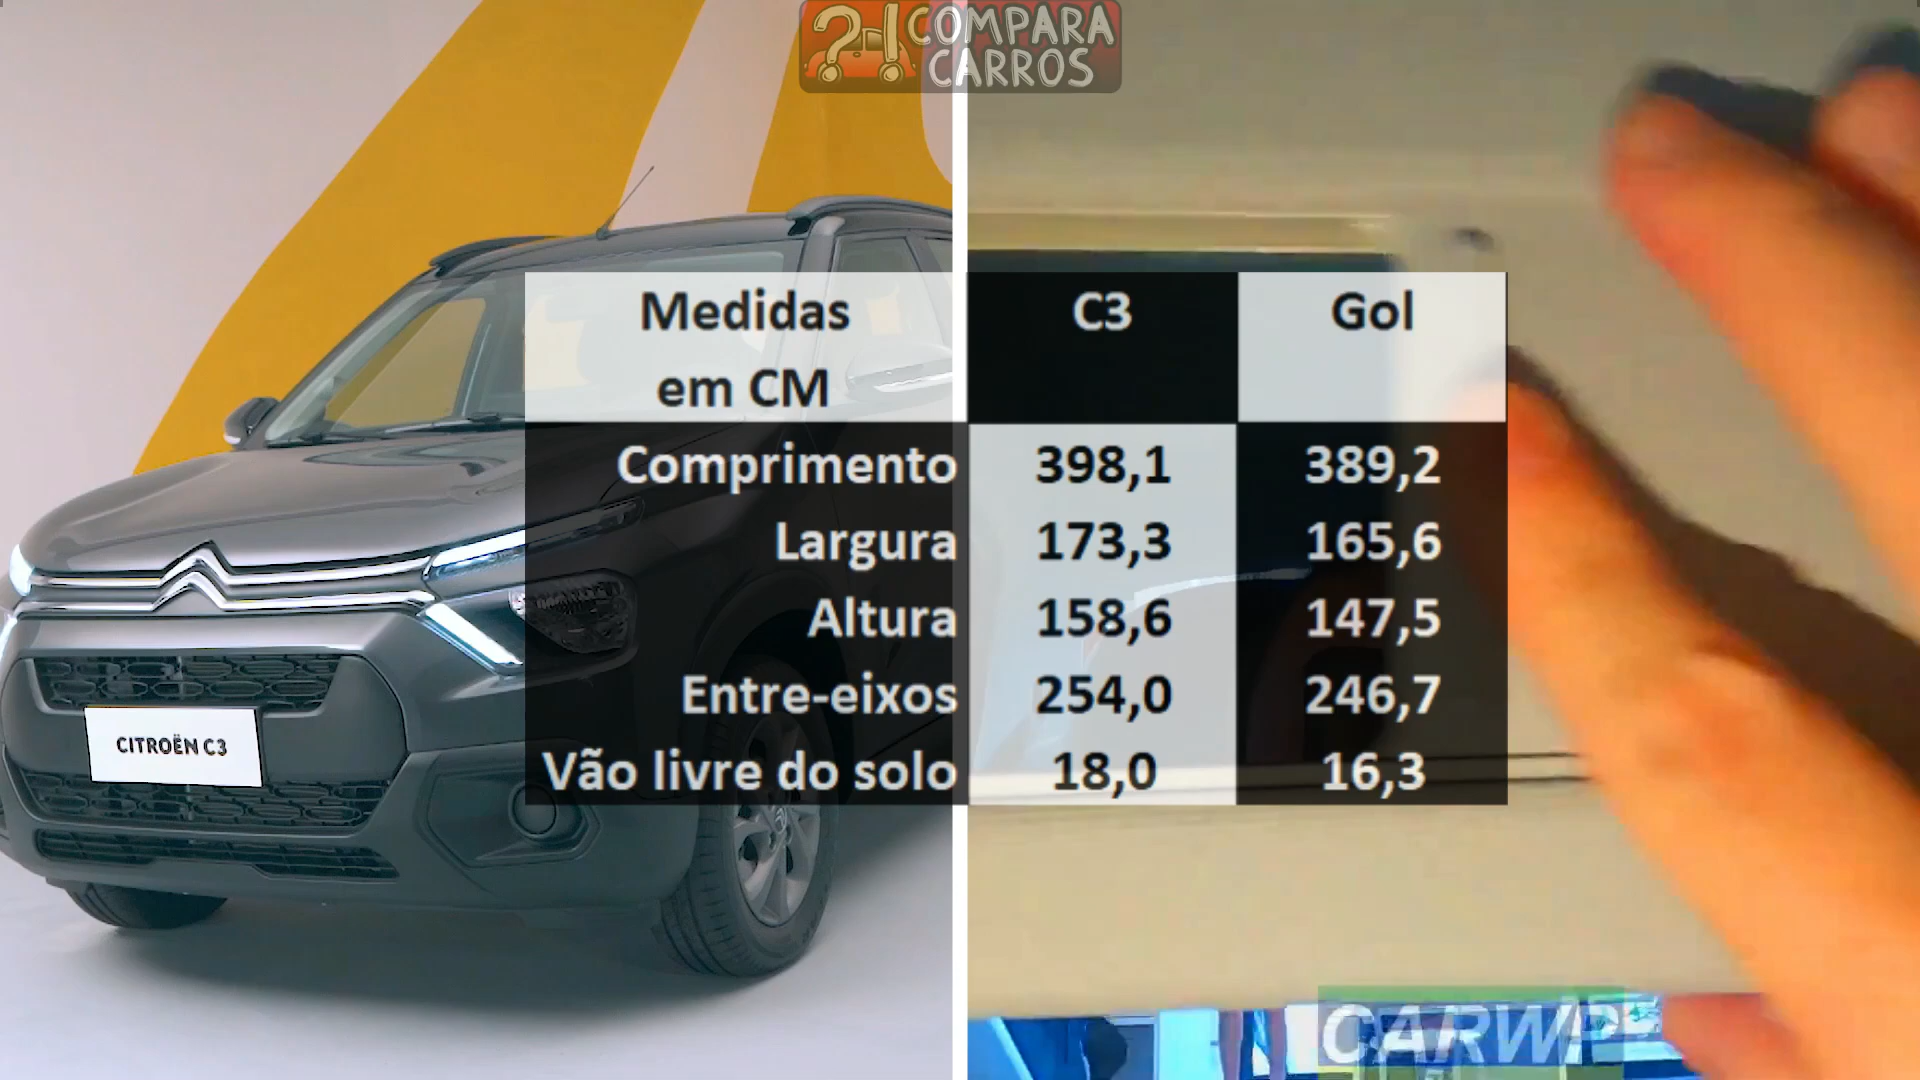 ?! COMPARA
CARROS
Medidas
em CM
C3
Gol
Comprimento 398,1 389,2
Largura 173,3 165,6
Altura 158,6 147,5
Entre-eixos 254,0 246,7
Vão livre do solo 18,0 16,3
CITROËN C3